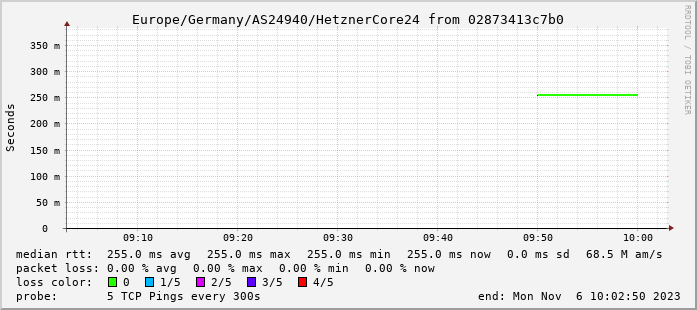 Europe/Germany/AS24940/HetznerCore24 from 02873413c7b0
RRDTOOL / TOBI OETIKER
Seconds
350 m
300 m
250 m
200 m
150 m
100 m
50 m
0
09:10 09:20 09:30 09:40 09:50 10:00
median rtt: 255.0 ms avg 255.0 ms max 255.0 ms min 255.0 ms now 0.0 ms sd 68.5 M am/s
packet loss: 0.00 % avg 0.00 % max 0.00 % min 0.00 % now
loss color: 0 1/5 2/5 3/5 4/5
probe: 5 TCP Pings every 300s end: Mon Nov 6 10:02:50 2023